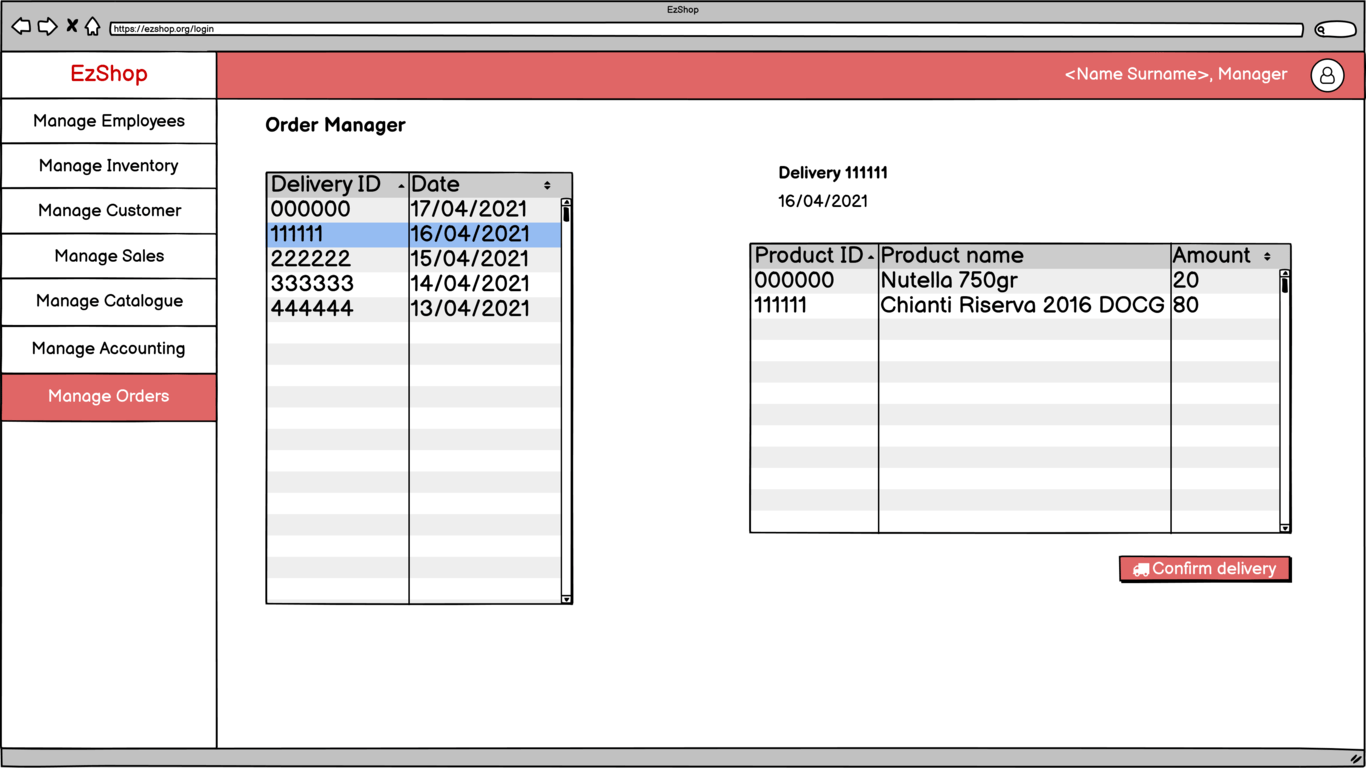 EzShop
https://ezshop.org/login
EzShop
<Name Surname>, Manager
Manage Employees
Manage Inventory
Manage Customer
Manage Sales
Manage Catalogue
Manage Accounting
Manage Orders
Order Manager
Delivery ID Date
000000 17/04/2021
111111 16/04/2021
222222 15/04/2021
333333 14/04/2021
444444 13/04/2021
Delivery 111111
16/04/2021
Product ID Product name Amount
000000 Nutella 750gr 20
111111 Chianti Riserva 2016 DOCG 80
Confirm delivery